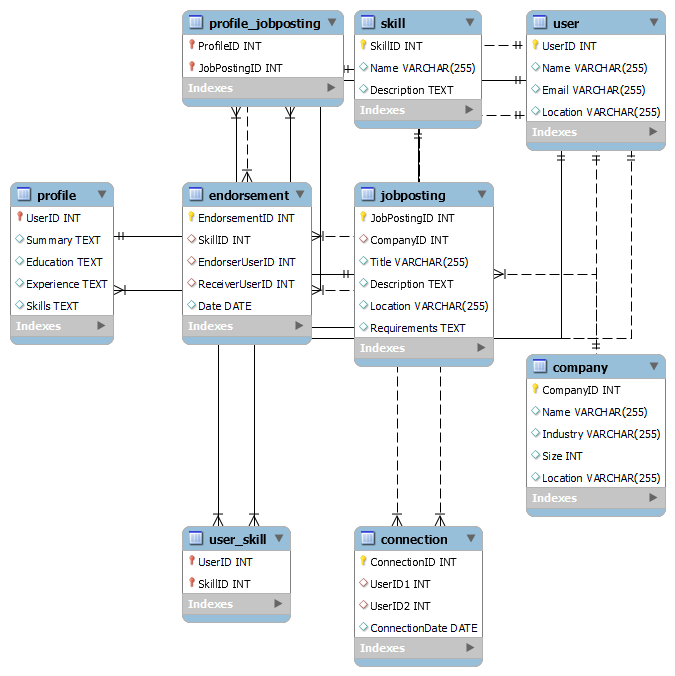 profile_jobposting
ProfileID INT
JobPostingID INT
Indexes
skill
SkillID INT
Name VARCHAR(255)
Description TEXT
Indexes
user
UserID INT
Name VARCHAR(255)
Email VARCHAR(255)
Location VARCHAR(255)
Indexes
profile
UserID INT
Summary TEXT
Education TEXT
Experience TEXT
Skills TEXT
Indexes
endorsement
EndorsementID INT
SkillID INT
EndorserUserID INT
ReceiverUserID INT
Date DATE
Indexes
jobposting
JobPostingID INT
CompanyID INT
Title VARCHAR(255)
Description TEXT
Location VARCHAR(255)
Requirements TEXT
Indexes
company
CompanyID INT
Name VARCHAR(255)
Industry VARCHAR(255)
Size INT
Location VARCHAR(255)
Indexes
user_skill
UserID INT
SkillID INT
Indexes
connection
ConnectionID INT
UserID1 INT
UserID2 INT
ConnectionDate DATE
Indexes